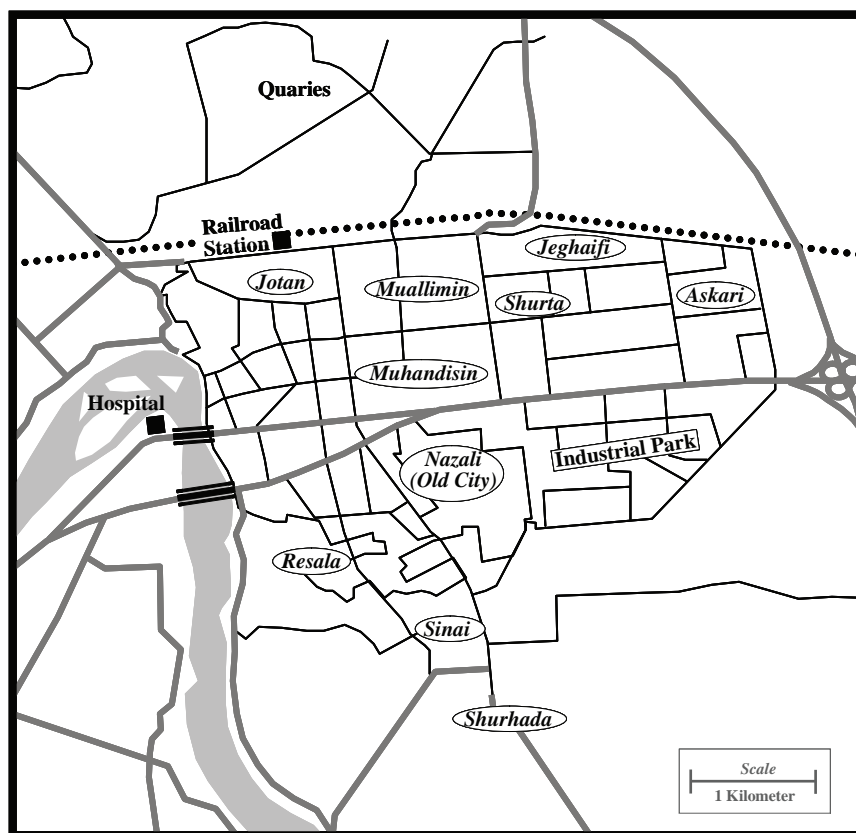 Quaries
Railroad
Station
Jeghaifi
Jotan
Muallimin
Shurta
Askari
Muhandisin
Hospital
Nazali
(Old City)
Industrial Park
Resala
Sinai
Shurhada
Scale
1 Kilometer